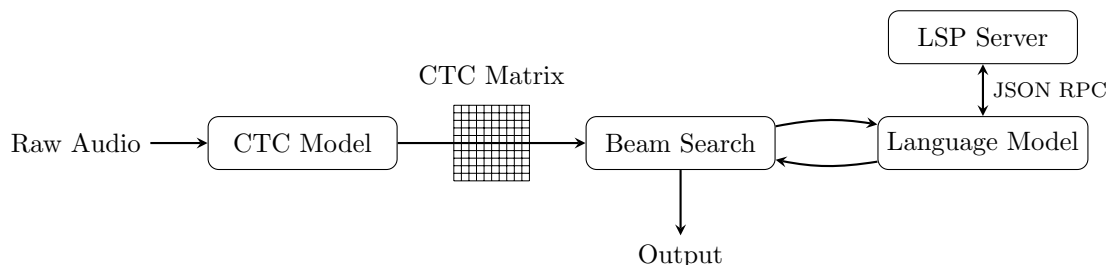 LSP Server
CTC Matrix
JSON RPC
Raw Audio
CTC Model
Beam Search
Language Model
Output